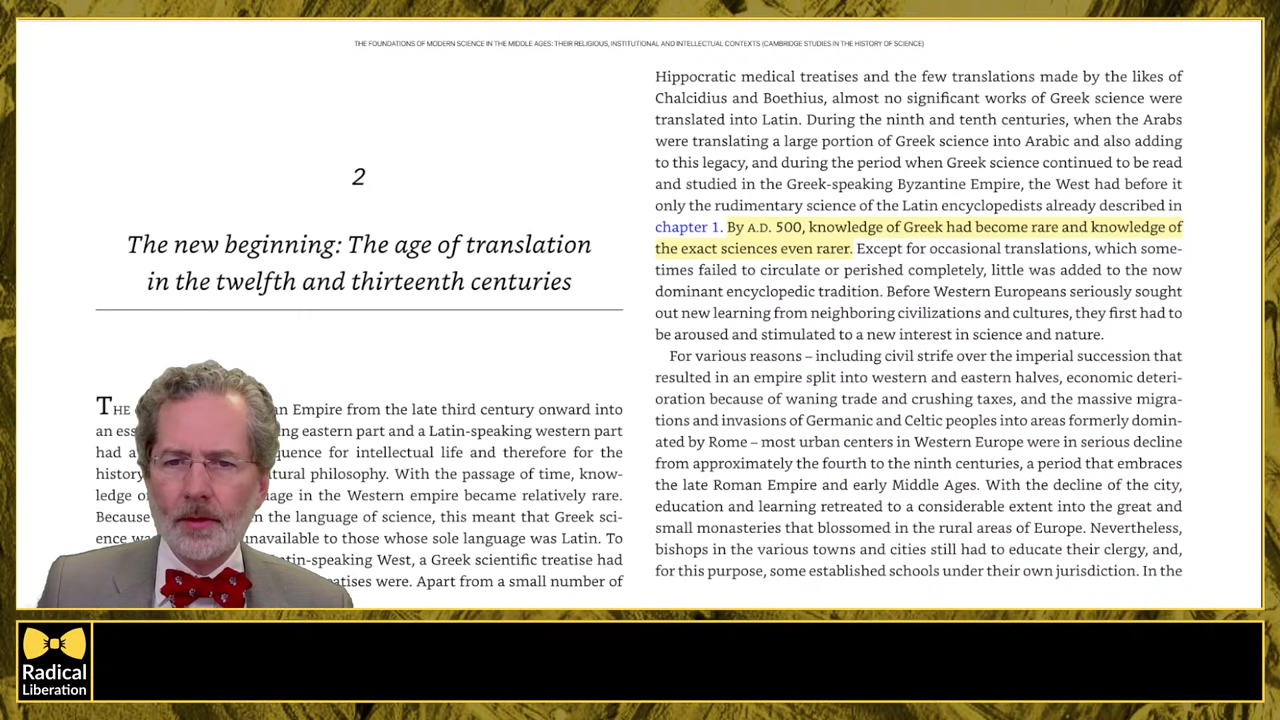 THE FOUNDATIONS OF MODERN SCIENCE IN THE MIDDLE AGES: THEIR RELIGIOUS, INSTITUTIONAL AND INTELLECTUAL CONTEXTS (CAMBRIDGE STUDIES IN THE HISTORY OF SCIENCE)
2
The new beginning: The age of translation
in the twelfth and thirteenth centuries
THE an Empire from the late third century onward into
an ess ng eastern part and a Latin-speaking western part
had a quence for intellectual life and therefore for the
history tural philosophy. With the passage of time, know-
ledge o age in the Western empire became relatively rare.
Because n the language of science, this meant that Greek sci-
ence wa unavailable to those whose sole language was Latin. To
atin-speaking West, a Greek scientific treatise had
eatises were. Apart from a small number of
Hippocratic medical treatises and the few translations made by the likes of
Chalcidius and Boethius, almost no significant works of Greek science were
translated into Latin. During the ninth and tenth centuries, when the Arabs
were translating a large portion of Greek science into Arabic and also adding
to this legacy, and during the period when Greek science continued to be read
and studied in the Greek-speaking Byzantine Empire, the West had before it
only the rudimentary science of the Latin encyclopedists already described in
chapter 1. By A.D. 500, knowledge of Greek had become rare and knowledge of
the exact sciences even rarer. Except for occasional translations, which some-
times failed to circulate or perished completely, little was added to the now
dominant encyclopedic tradition. Before Western Europeans seriously sought
out new learning from neighboring civilizations and cultures, they first had to
be aroused and stimulated to a new interest in science and nature.
For various reasons – including civil strife over the imperial succession that
resulted in an empire split into western and eastern halves, economic deteri-
oration because of waning trade and crushing taxes, and the massive migra-
tions and invasions of Germanic and Celtic peoples into areas formerly domin-
ated by Rome – most urban centers in Western Europe were in serious decline
from approximately the fourth to the ninth centuries, a period that embraces
the late Roman Empire and early Middle Ages. With the decline of the city,
education and learning retreated to a considerable extent into the great and
small monasteries that blossomed in the rural areas of Europe. Nevertheless,
bishops in the various towns and cities still had to educate their clergy, and,
for this purpose, some established schools under their own jurisdiction. In the
Radical
Liberation